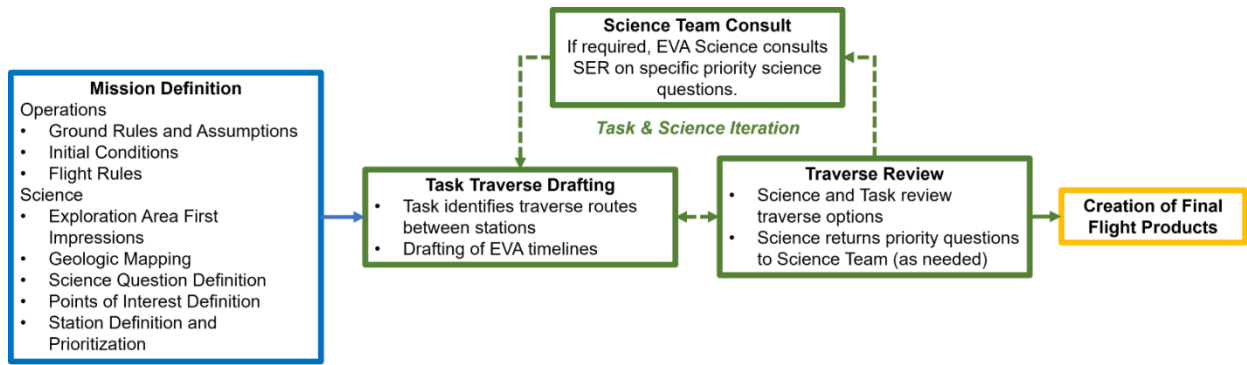 Mission Definition
Operations
• Ground Rules and Assumptions
• Initial Conditions
• Flight Rules
Science
• Exploration Area First
Impressions
• Geologic Mapping
• Science Question Definition
• Points of Interest Definition
• Station Definition and
Prioritization
Science Team Consult
If required, EVA Science consults
SER on specific priority science
questions.
Task & Science Iteration
Task Traverse Drafting
• Task identifies traverse routes
between stations
• Drafting of EVA timelines
Traverse Review
• Science and Task review
traverse options
• Science returns priority questions
to Science Team (as needed)
Creation of Final
Flight Products